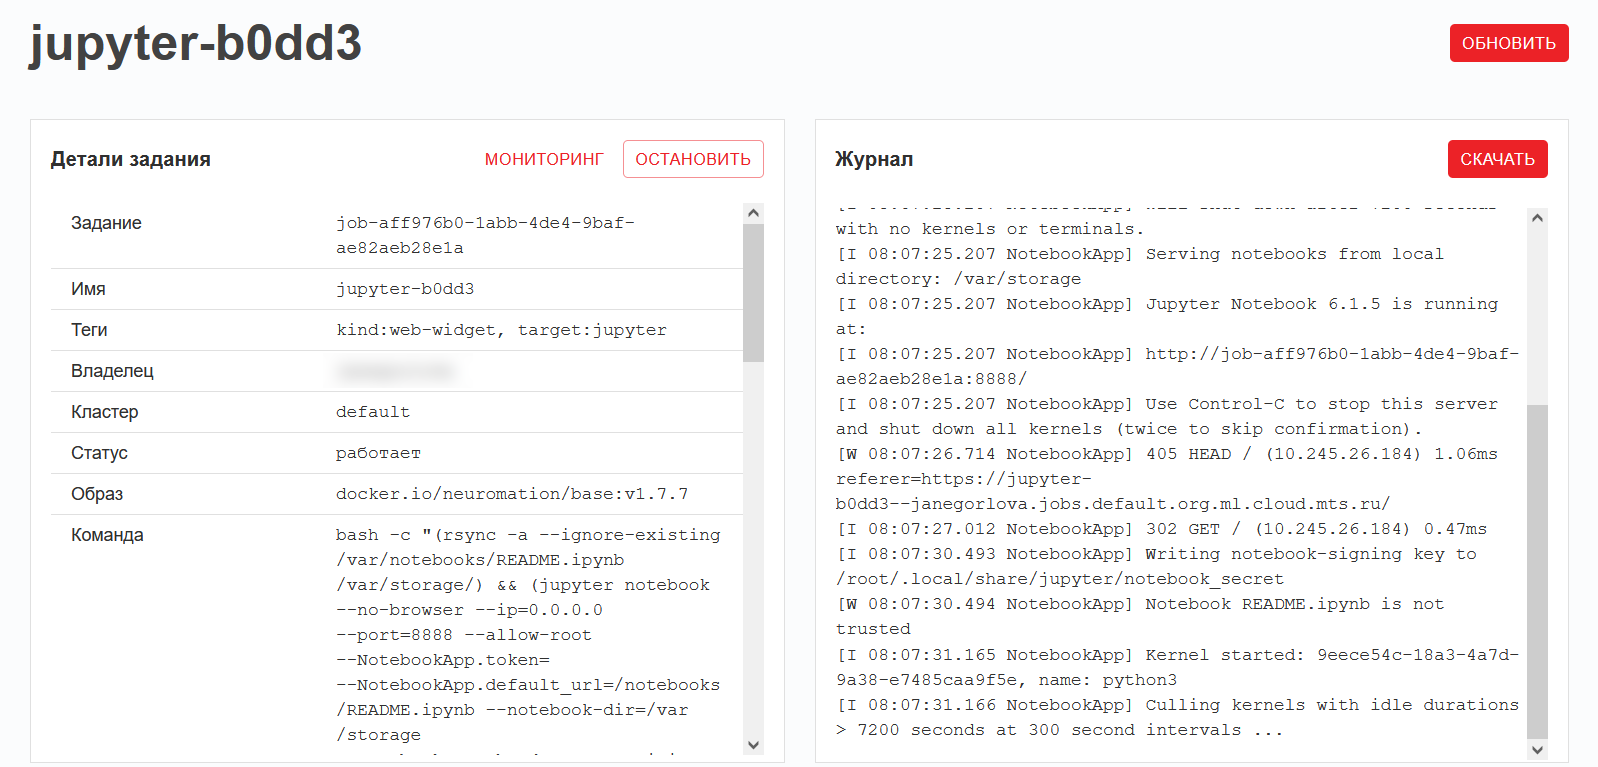 jupyter-b0dd3
ОБНОВИТЬ
Детали задания
МОНИТОРИНГ
ОСТАНОВИТЬ
Задание
job-aff976b0-1abb-4de4-9baf-
ae82aeb28e1a
Имя
jupyter-b0dd3
Теги
kind:web-widget, target:jupyter
Владелец
Кластер
default
Статус
работает
Образ
docker.io/neuromation/base:v1.7.7
Команда
bash -c "(rsync -a --ignore-existing
/var/notebooks/README.ipynb
/var/storage/) && (jupyter notebook
--no-browser --ip=0.0.0.0
--port=8888 --allow-root
--NotebookApp.token=
--NotebookApp.default_url=/notebooks
/README.ipynb --notebook-dir=/var
/storage
Журнал
СКАЧАТЬ
with no kernels or terminals.
[I 08:07:25.207 NotebookApp] Serving notebooks from local
directory: /var/storage
[I 08:07:25.207 NotebookApp] Jupyter Notebook 6.1.5 is running
at:
[I 08:07:25.207 NotebookApp] http://job-aff976b0-1abb-4de4-9baf-
ae82aeb28e1a:8888/
[I 08:07:25.207 NotebookApp] Use Control-C to stop this server
and shut down all kernels (twice to skip confirmation).
[W 08:07:26.714 NotebookApp] 405 HEAD / (10.245.26.184) 1.06ms
referer=https://jupyter-
b0dd3--janegorlova.jobs.default.org.ml.cloud.mts.ru/
[I 08:07:27.012 NotebookApp] 302 GET / (10.245.26.184) 0.47ms
[I 08:07:30.493 NotebookApp] Writing notebook-signing key to
/root/.local/share/jupyter/notebook_secret
[W 08:07:30.494 NotebookApp] Notebook README.ipynb is not
trusted
[I 08:07:31.165 NotebookApp] Kernel started: 9eece54c-18a3-4a7d-
9a38-e7485caa9f5e, name: python3
[I 08:07:31.166 NotebookApp] Culling kernels with idle durations
> 7200 seconds at 300 second intervals ...